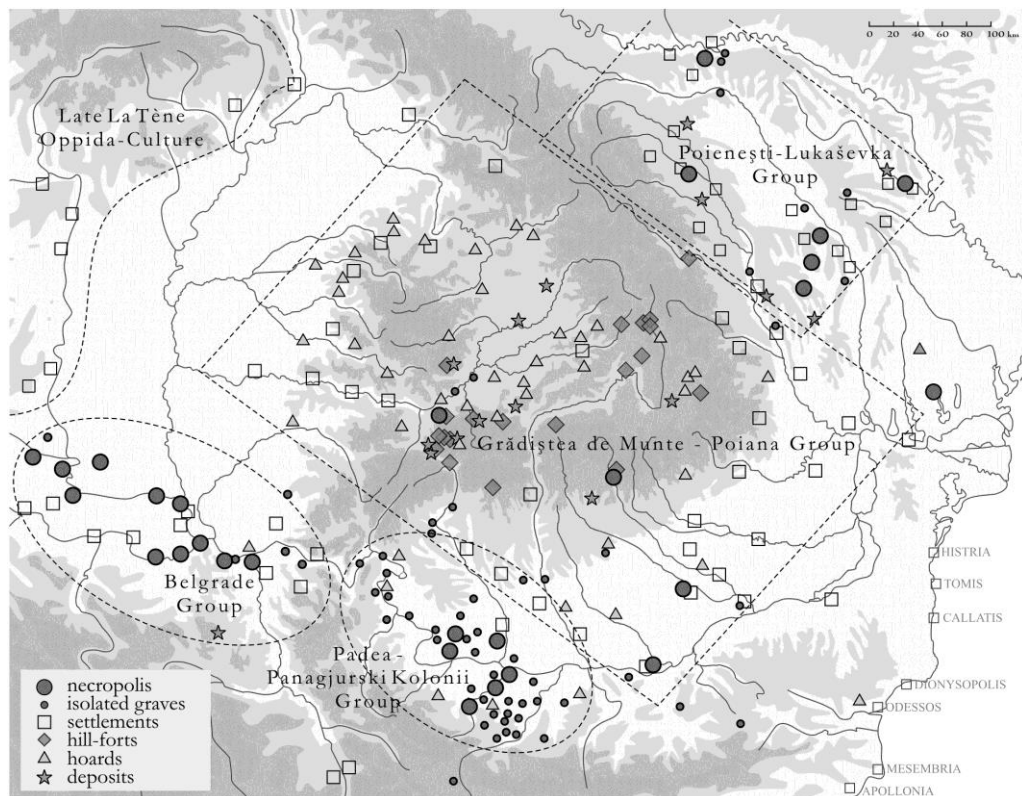 0 20 40 60 80 100 km
Late La Tène
Oppida-Culture
Poieneşti-Lukaševka
Group
Grădiştea de Munte - Poiana Group
Belgrade
Group
Padea -
Panagjurski Kolonii
Group
HISTRIA
TOMIS
CALLATIS
DIONYSOPOLIS
ODESSOS
MESEMBRIA
APOLLONIA
necropolis
isolated graves
settlements
hill-forts
hoards
deposits